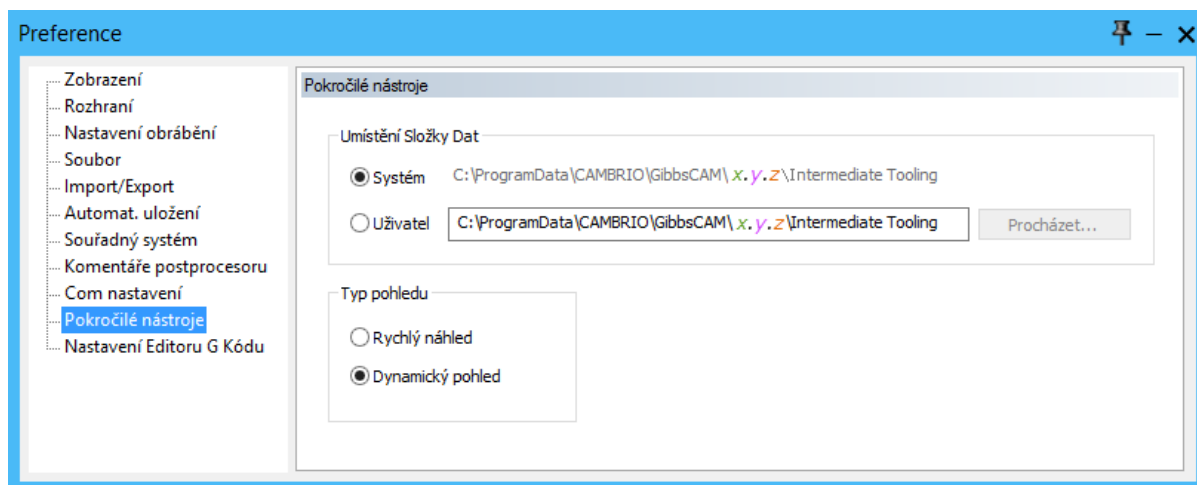 Preference
Zobrazení
Rozhraní
Nastavení obrábění
Soubor
Import/Export
Automat. uložení
Souřadný systém
Komentáře postprocesoru
Com nastavení
Pokročilé nástroje
Nastavení Editoru G Kódu
Pokročilé nástroje
Umístění Složky Dat
Systém C:\ProgramData\CAMBRIO\GibbsCAM\x.y.z\Intermediate Tooling
Uživatel C:\ProgramData\CAMBRIO\GibbsCAM\x.y.z\Intermediate Tooling Procházet...
Typ pohledu
Rychlý náhled
Dynamický pohled